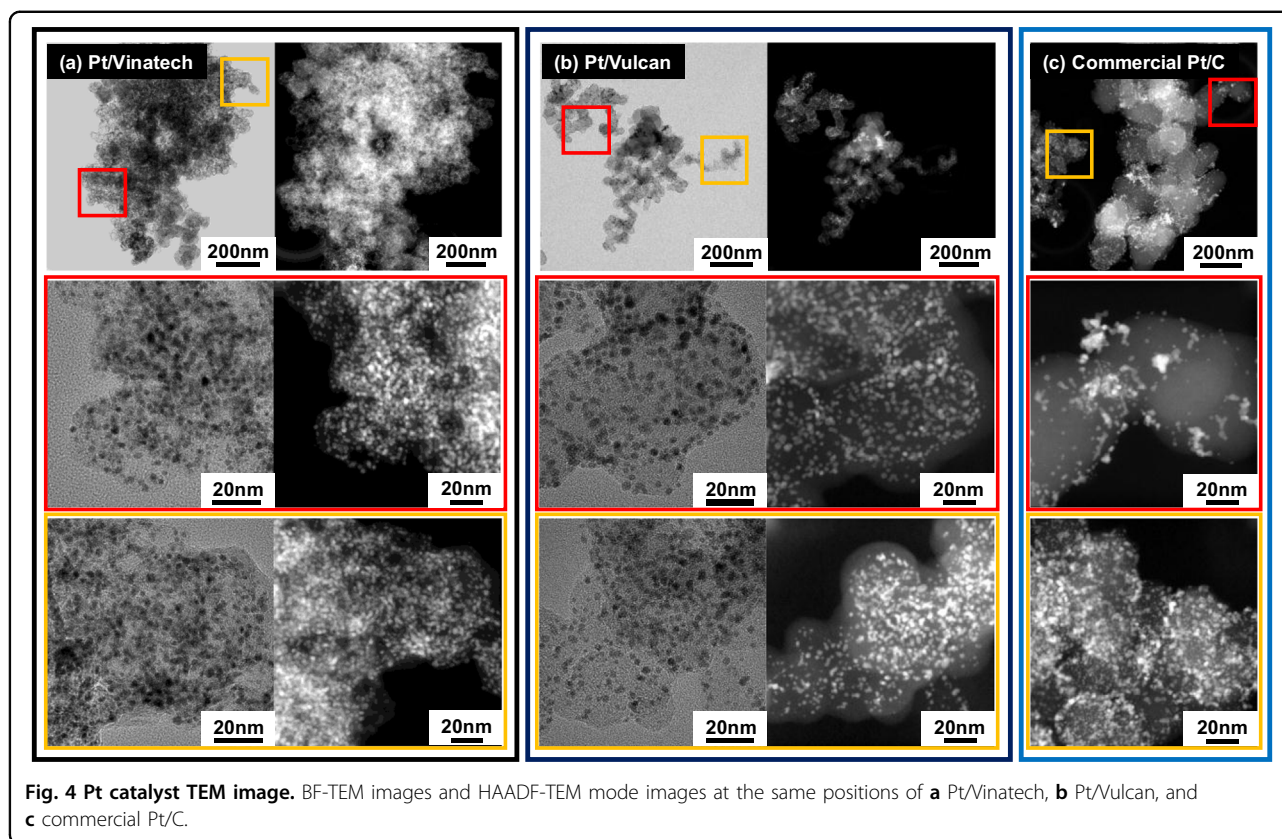 (a) Pt/Vinatech
(b) Pt/Vulcan
(c) Commercial Pt/C
200nm
200nm
200nm
200nm
200nm
20nm
20nm
20nm
20nm
20nm
20nm
20nm
20nm
20nm
20nm
Fig. 4 Pt catalyst TEM image. BF-TEM images and HAADF-TEM mode images at the same positions of a Pt/Vinatech, b Pt/Vulcan, and
c commercial Pt/C.